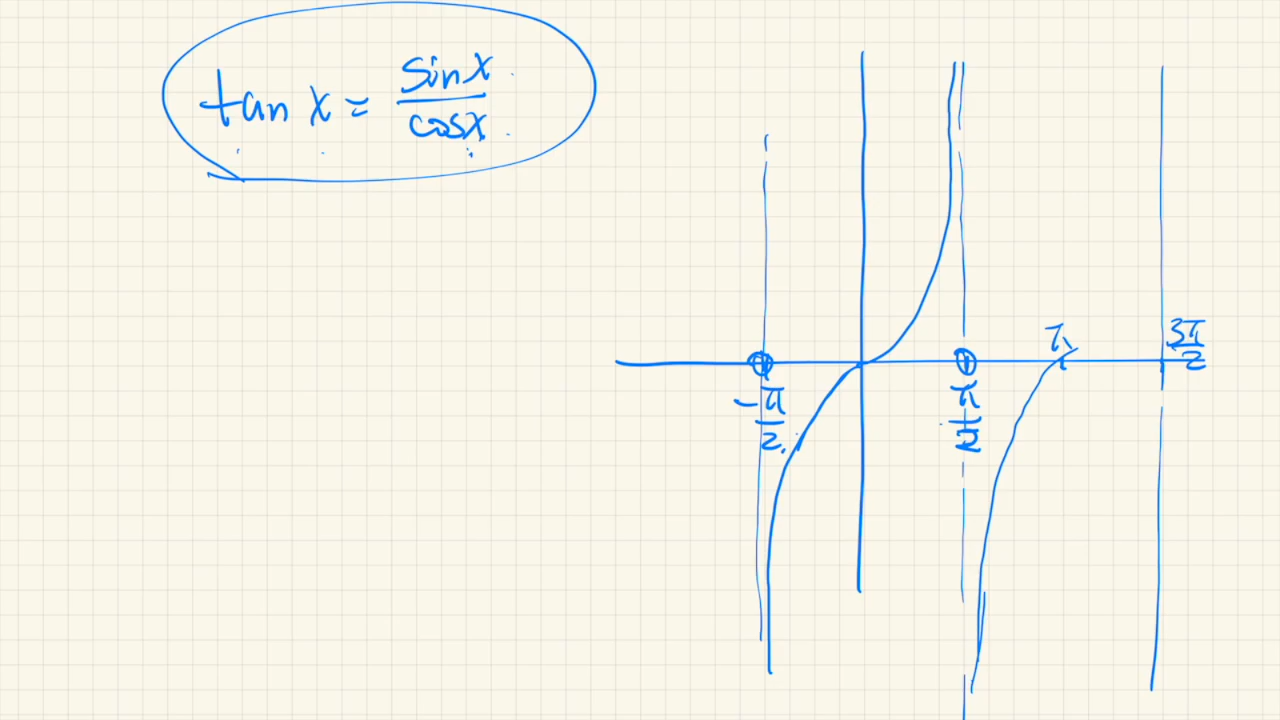 tan x = sin x / cos x
π
3π/2
-π/2
π/2